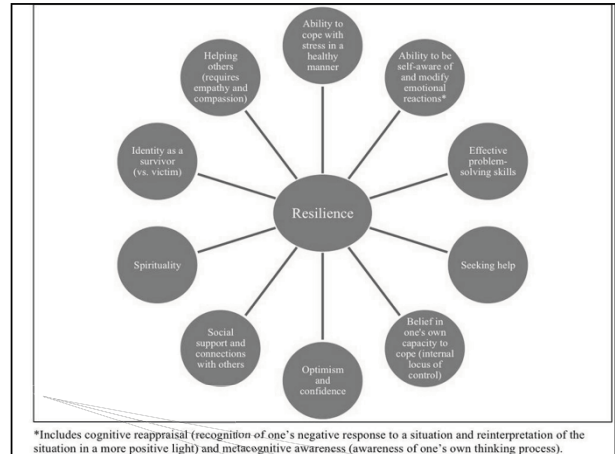 Ability to
cope with
stress in a
healthy
manner
Ability to be
self-aware of
and modify
emotional
reactions*
Effective
problem-
solving skills
Seeking help
Belief in
one's own
capacity to
cope (internal
locus of
control)
Optimism
and
confidence
Social
support and
connections
with others
Spirituality
Identity as a
survivor
(vs. victim)
Helping
others
(requires
empathy and
compassion)
Resilience
*Includes cognitive reappraisal (recognition of one’s negative response to a situation and reinterpretation of the
situation in a more positive light) and metacognitive awareness (awareness of one’s own thinking process).